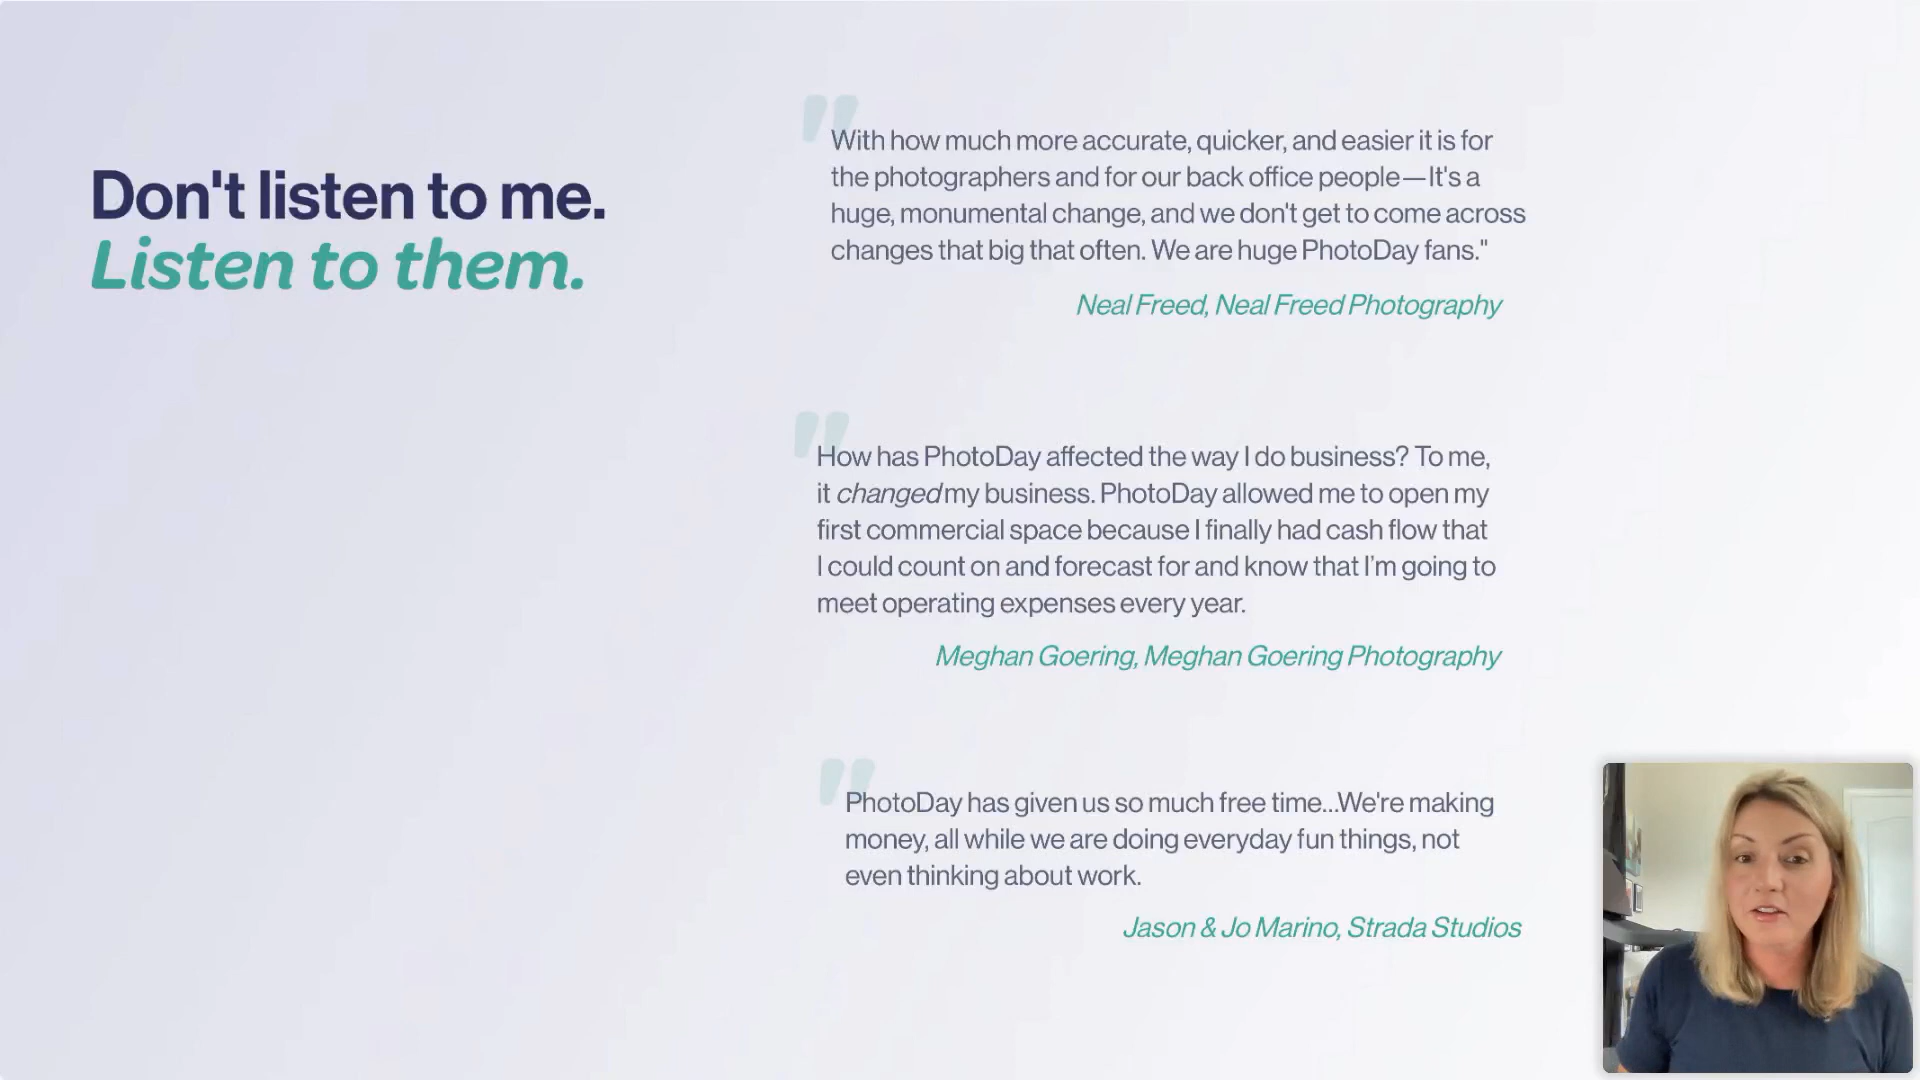 Don't listen to me.
Listen to them.
"With how much more accurate, quicker, and easier it is for
the photographers and for our back office people—It's a
huge, monumental change, and we don't get to come across
changes that big that often. We are huge PhotoDay fans."
Neal Freed, Neal Freed Photography
"How has PhotoDay affected the way I do business? To me,
it changed my business. PhotoDay allowed me to open my
first commercial space because I finally had cash flow that
I could count on and forecast for and know that I’m going to
meet operating expenses every year.
Meghan Goering, Meghan Goering Photography
"PhotoDay has given us so much free time...We're making
money, all while we are doing everyday fun things, not
even thinking about work.
Jason & Jo Marino, Strada Studios